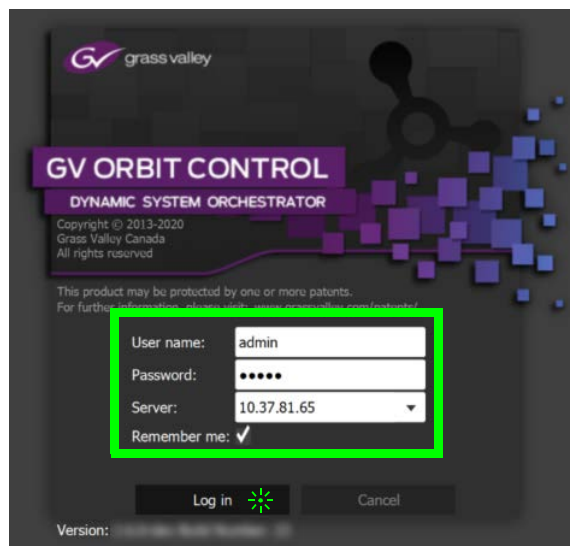 GV grass valley
GV ORBIT CONTROL
DYNAMIC SYSTEM ORCHESTRATOR
Copyright © 2013-2020
Grass Valley Canada
All rights reserved
This product may be protected by one or more patents.
For further information, please visit: www.grassvalley.com/patents/
User name: admin
Password: •••••
Server: 10.37.81.65
Remember me:
Log in Cancel
Version: